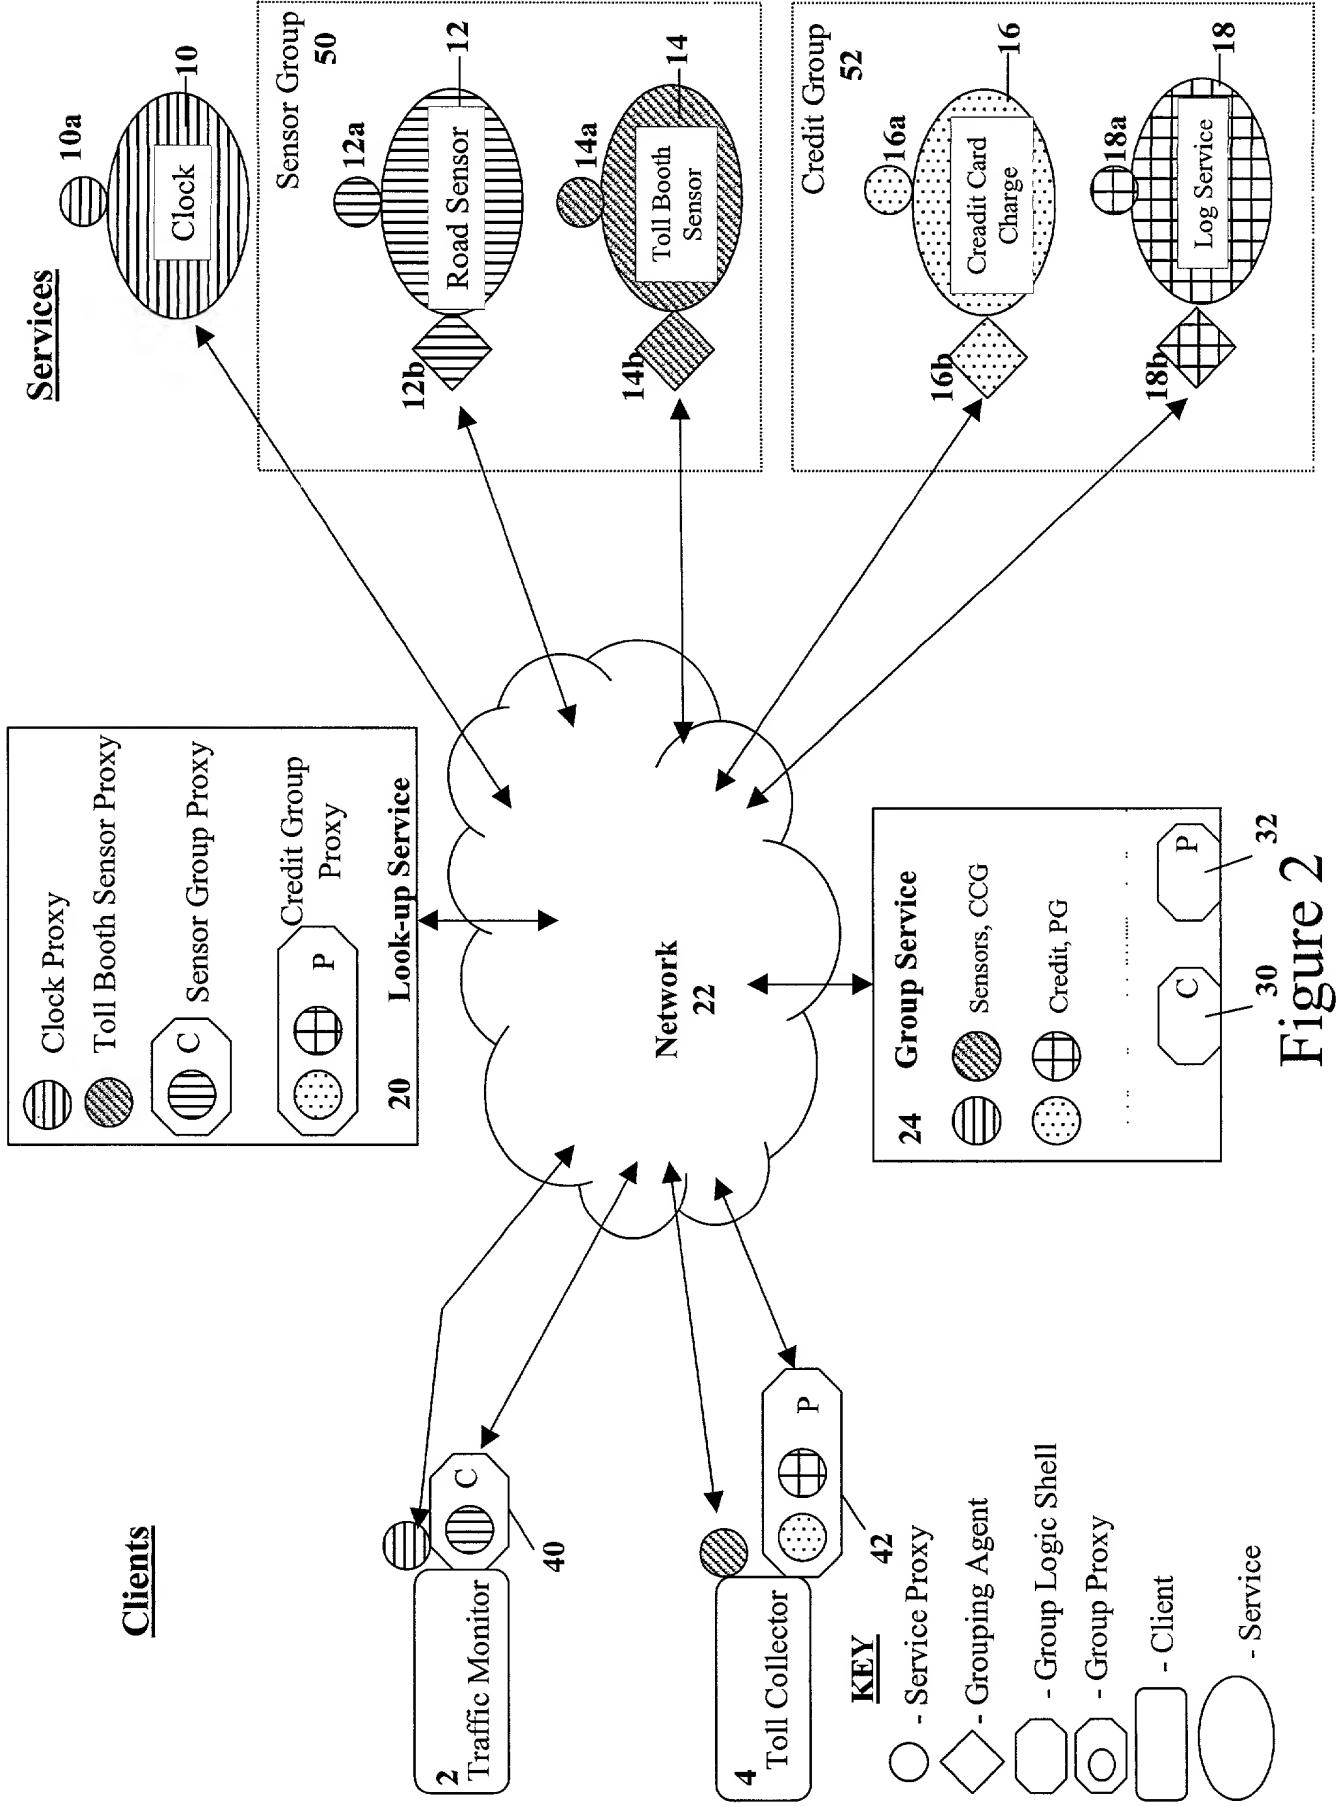 Clients
Services
2
Traffic Monitor
C
40
4
Toll Collector
P
42
KEY
- Service Proxy
- Grouping Agent
- Group Logic Shell
- Group Proxy
- Client
- Service
Clock Proxy
Toll Booth Sensor Proxy
C
Sensor Group Proxy
P
Credit Group
Proxy
20
Look-up Service
Network
22
24
Group Service
Sensors, CCG
Credit, PG
C
P
30
32
10a
Clock
10
Sensor Group
50
12a
12b
Road Sensor
12
14a
14b
Toll Booth
Sensor
14
Credit Group
52
16a
16b
Creadit Card
Charge
16
18a
18b
Log Service
18
Figure 2